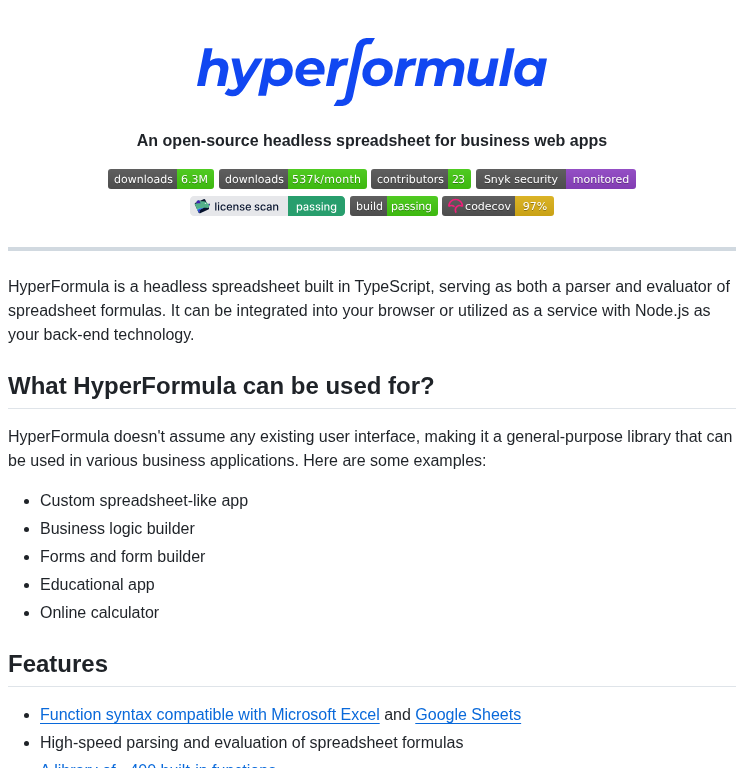 hyperformula
An open-source headless spreadsheet for business web apps
downloads 6.3M downloads 537k/month contributors 23 Snyk security monitored
license scan passing build passing codecov 97%
HyperFormula is a headless spreadsheet built in TypeScript, serving as both a parser and evaluator of
spreadsheet formulas. It can be integrated into your browser or utilized as a service with Node.js as
your back-end technology.
What HyperFormula can be used for?
HyperFormula doesn't assume any existing user interface, making it a general-purpose library that can
be used in various business applications. Here are some examples:
Custom spreadsheet-like app
Business logic builder
Forms and form builder
Educational app
Online calculator
Features
Function syntax compatible with Microsoft Excel and Google Sheets
High-speed parsing and evaluation of spreadsheet formulas
A library of ~400 built-in functions